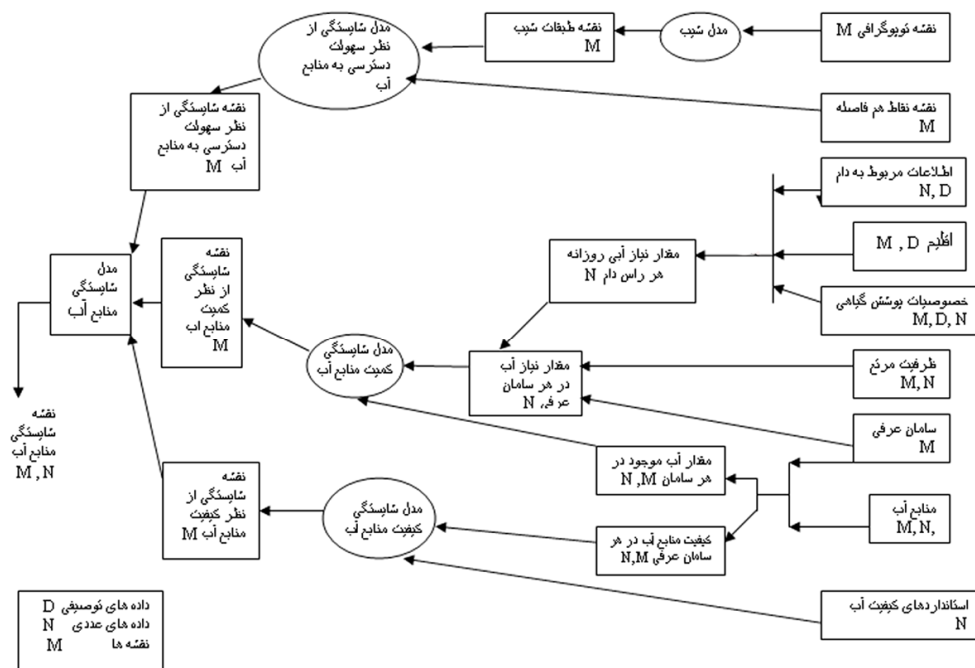 نقشه توپوگرافی M
مدل شیب
نقشه طبقات شیب
M
مدل شایستگی از
نظر سهولت
دسترسی به منابع
آب
نقشه نقاط هم فاصله
M
نقشه شایستگی از
نظر سهولت
دسترسی به منابع
آب M
اطلاعات مربوط به دام
N, D
اقلیم M , D
خصوصیات پوشش گیاهی
M, D, N
مقدار نیاز آبی روزانه
هر راس دام N
ظرفیت مرتع
M, N
سامان عرفی
M
مقدار نیاز آب
در هر سامان
عرفی N
مدل شایستگی
کمیت منابع آب
نقشه
شایستگی
از نظر
کمیت
منابع اب
M
مدل
شایستگی
منابع آب
نقشه
شایستگی
منابع آب
M , N
منابع آب
M, N,
مقدار آب موجود در
هر سامان N,M
کیفیت منابع آب در هر
سامان عرفی N,M
مدل شایستگی
کیفیت منابع آب
نقشه
شایستگی از
نظر کیفیت
منابع آب M
استانداردهای کیفیت آب
N
داده های توصیفی D
داده های عددی N
نقشه ها M